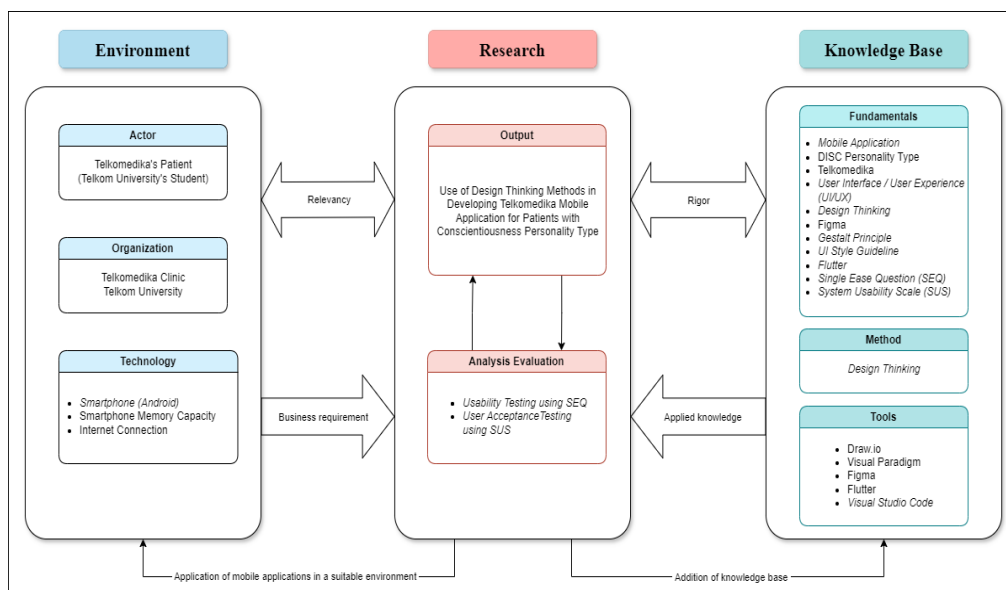 Environment
Research
Knowledge Base
Actor
Telkomedika's Patient
(Telkom University's Student)
Organization
Telkomedika Clinic
Telkom University
Technology
Smartphone (Android)
Smartphone Memory Capacity
Internet Connection
Relevancy
Business requirement
Output
Use of Design Thinking Methods in
Developing Telkomedika Mobile
Application for Patients with
Conscientiousness Personality Type
Analysis Evaluation
Usability Testing using SEQ
User AcceptanceTesting
using SUS
Rigor
Applied knowledge
Fundamentals
Mobile Application
DISC Personality Type
Telkomedika
User Interface / User Experience
(UI/UX)
Design Thinking
Figma
Gestalt Principle
UI Style Guideline
Flutter
Single Ease Question (SEQ)
System Usability Scale (SUS)
Method
Design Thinking
Tools
Draw.io
Visual Paradigm
Figma
Flutter
Visual Studio Code
Application of mobile applications in a suitable environment
Addition of knowledge base